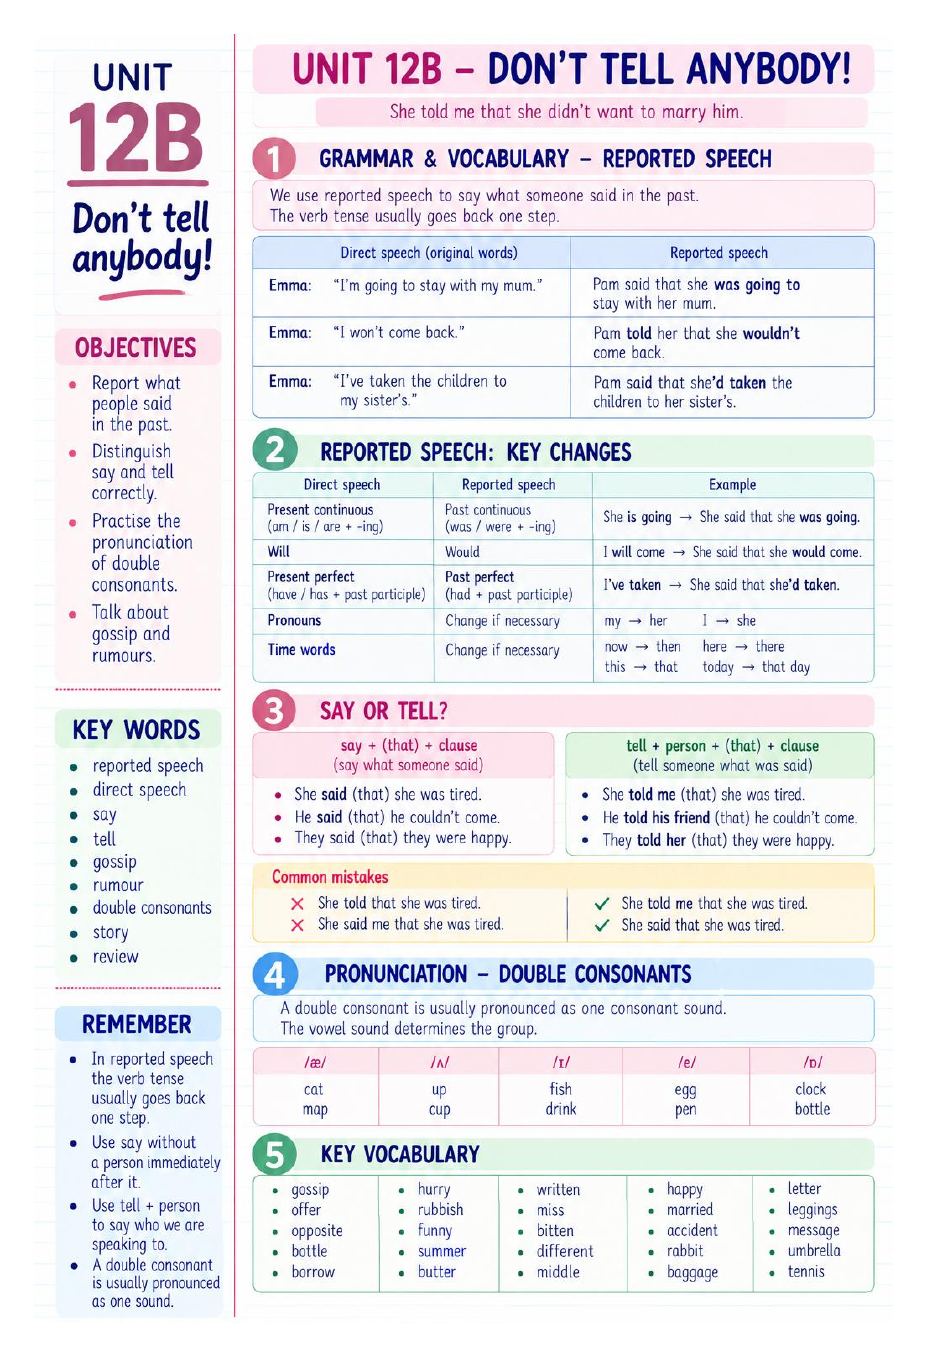 UNIT
12B
Don't tell
anybody!
OBJECTIVES
• Report what
people said
in the past.
• Distinguish
say and tell
correctly.
• Practise the
pronunciation
of double
consonants.
• Talk about
gossip and
rumours.
KEY WORDS
• reported speech
• direct speech
• say
• tell
• gossip
• rumour
• double consonants
• story
• review
REMEMBER
• In reported speech
the verb tense
usually goes back
one step.
• Use say without
a person immediately
after it.
• Use tell + person
to say who we are
speaking to.
• A double consonant
is usually pronounced
as one sound.
UNIT 12B – DON'T TELL ANYBODY!
She told me that she didn't want to marry him.
1 GRAMMAR & VOCABULARY – REPORTED SPEECH
We use reported speech to say what someone said in the past.
The verb tense usually goes back one step.
Direct speech (original words) Reported speech
Emma: “I'm going to stay with my mum.” Pam said that she was going to
stay with her mum.
Emma: “I won't come back.” Pam told her that she wouldn't
come back.
Emma: “I've taken the children to Pam said that she'd taken the
my sister's.” children to her sister's.
2 REPORTED SPEECH: KEY CHANGES
Direct speech Reported speech Example
Present continuous Past continuous
(am / is / are + -ing) (was / were + -ing) She is going → She said that she was going.
Will Would I will come → She said that she would come.
Present perfect Past perfect
(have / has + past participle) (had + past participle) I've taken → She said that she'd taken.
Pronouns Change if necessary my → her I → she
Time words Change if necessary now → then here → there
this → that today → that day
3 SAY OR TELL?
say + (that) + clause
(say what someone said)
• She said (that) she was tired.
• He said (that) he couldn't come.
• They said (that) they were happy.
tell + person + (that) + clause
(tell someone what was said)
• She told me (that) she was tired.
• He told his friend (that) he couldn't come.
• They told her (that) they were happy.
Common mistakes
✗ She told that she was tired. ✓ She told me that she was tired.
✗ She said me that she was tired. ✓ She said that she was tired.
4 PRONUNCIATION – DOUBLE CONSONANTS
A double consonant is usually pronounced as one consonant sound.
The vowel sound determines the group.
/æ/ /ʌ/ /ɪ/ /e/ /ɒ/
cat up fish egg clock
map cup drink pen bottle
5 KEY VOCABULARY
• gossip • hurry • written • happy • letter
• offer • rubbish • miss • married • leggings
• opposite • funny • bitten • accident • message
• bottle • summer • different • rabbit • umbrella
• borrow • butter • middle • baggage • tennis